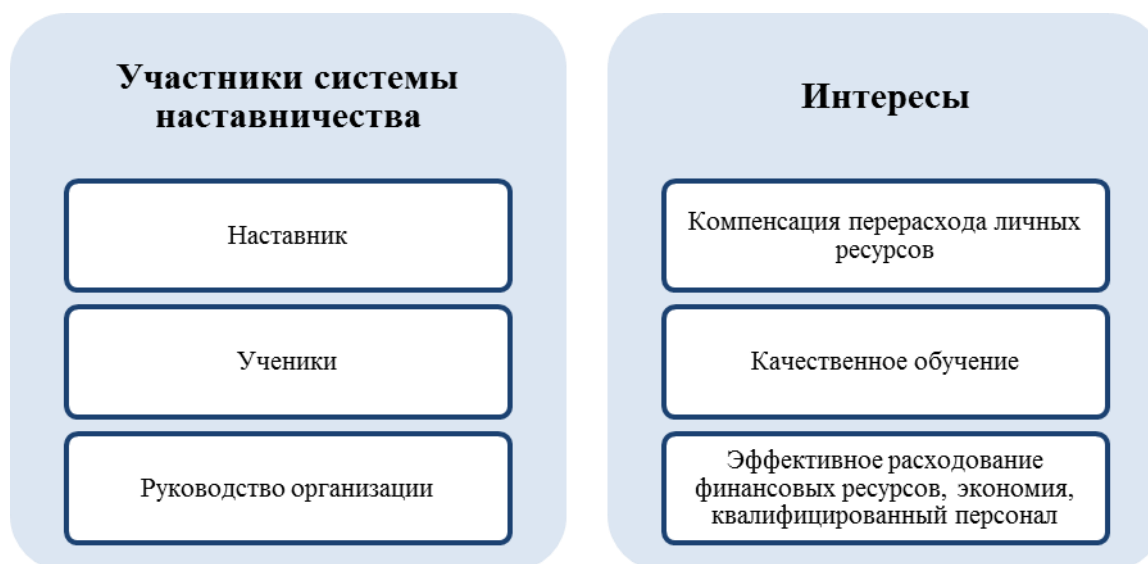 Участники системы
наставничества
Наставник
Ученики
Руководство организации
Интересы
Компенсация перерасхода личных
ресурсов
Качественное обучение
Эффективное расходование
финансовых ресурсов, экономия,
квалифицированный персонал